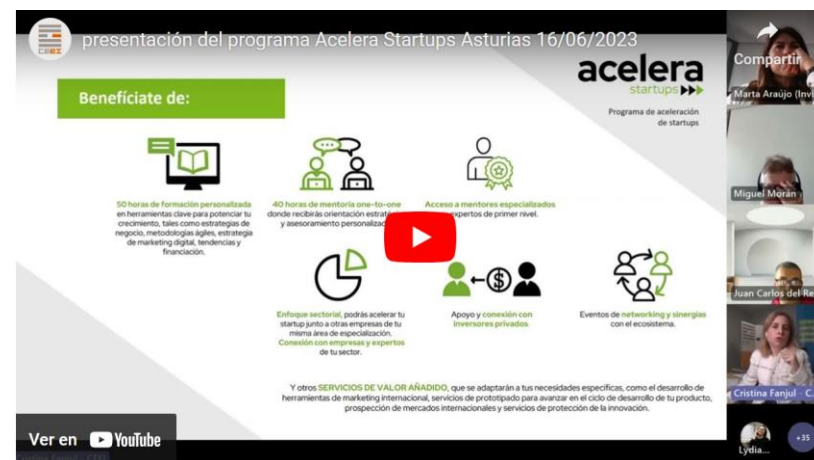 CEEI
presentación del programa Acelera Startups Asturias 16/06/2023
Compartir
acelera
startups
Programa de aceleración
de startups
Benefíciate de:
50 horas de formación personalizada
en herramientas clave para potenciar tu
crecimiento, tales como estrategias de
negocio, metodologías ágiles, estrategia
de marketing digital, tendencias y
financiación.
40 horas de mentoría one-to-one
donde recibirás orientación
y asesoramiento
Acceso a mentores especializados
expertos de primer nivel.
Enfoque sectorial, podrás acelerar tu
startup junto a otras empresas de tu
misma área de especialización.
Conexión con empresas y expertos
de tu sector.
Apoyo y conexión con
inversores privados
Eventos de networking y sinergias
con el ecosistema.
Y otros SERVICIOS DE VALOR AÑADIDO, que se adaptarán a tus necesidades específicas, como el desarrollo de
herramientas de marketing internacional, servicios de prototipado para avanzar en el ciclo de desarrollo de tu producto,
prospección de mercados internacionales y servicios de protección de la innovación.
Marta Araújo (Invi
Miguel Morán
Juan Carlos del Re
Cristina Fanjul - C
Lydia...
+35
Ver en YouTube